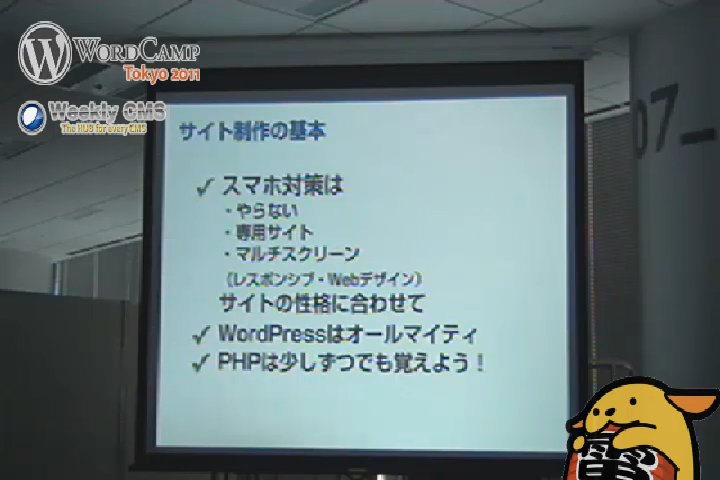 WORDCAMP
Tokyo 2011
Weekly CMS
The HUB for every CMS
07
サイト制作の基本
✓ スマホ対策は
・やらない
・専用サイト
・マルチスクリーン
（レスポンシブ・Webデザイン）
サイトの性格に合わせて
✓ WordPressはオールマイティ
✓ PHPは少しずつでも覚えよう！